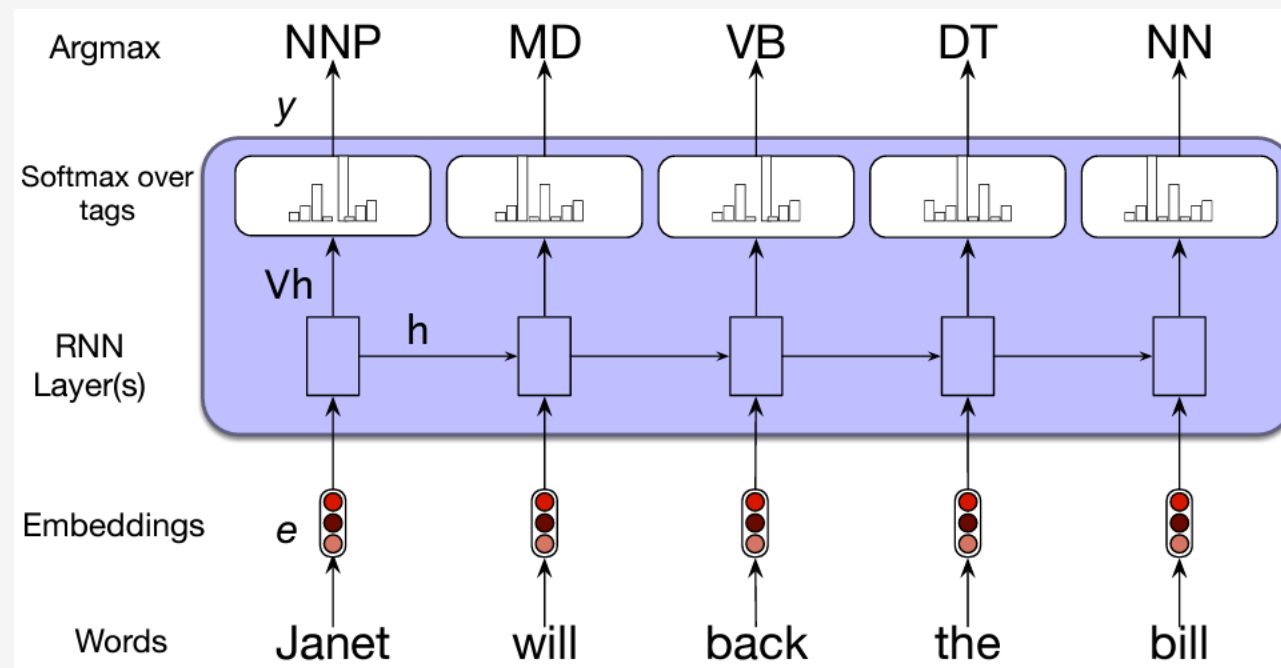 Argmax NNP MD VB DT NN
y
Softmax over
tags
Vh
h
RNN
Layer(s)
Embeddings e
Words Janet will back the bill